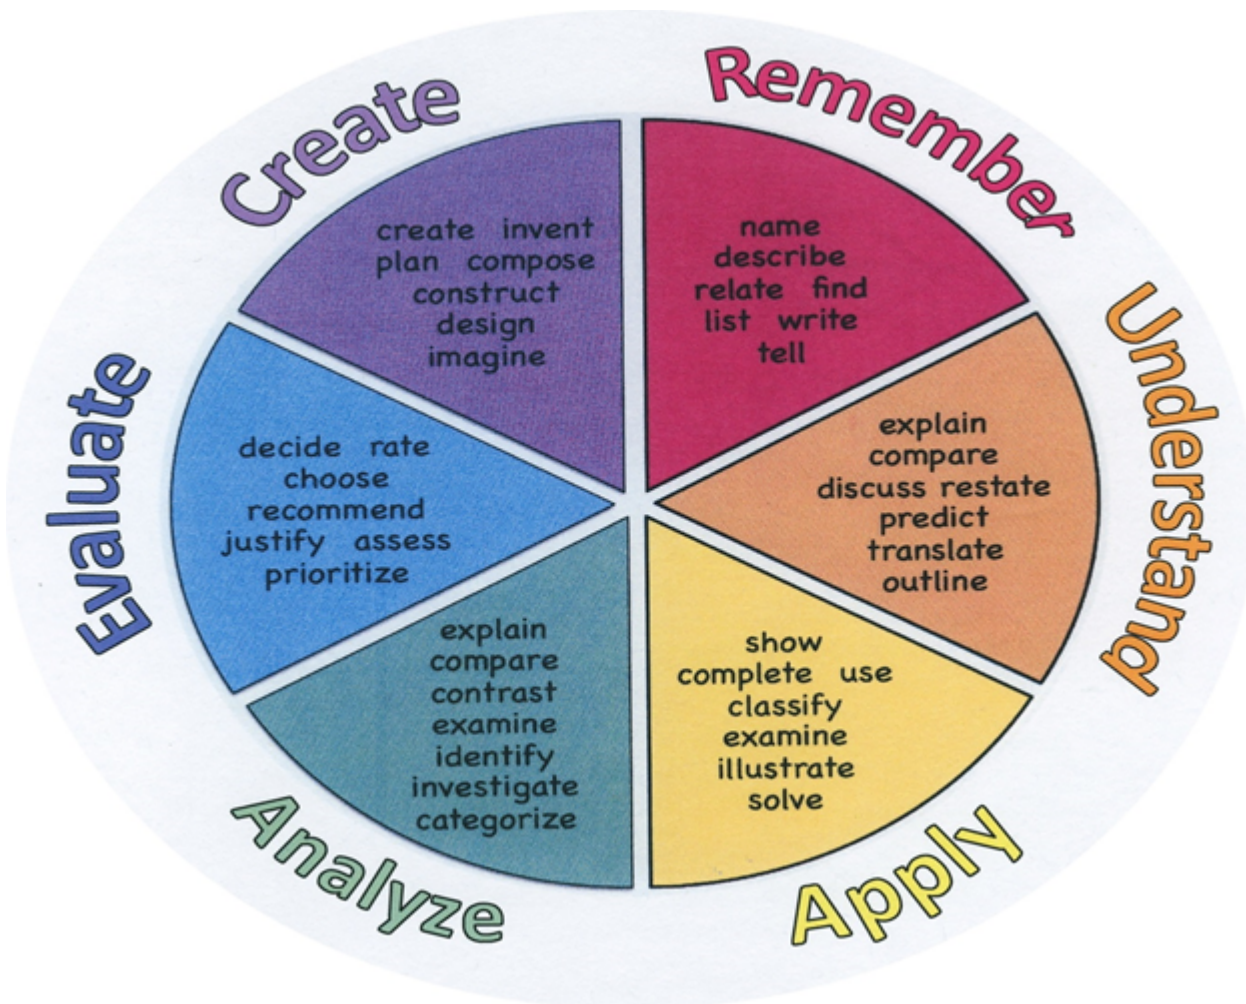 Remember
name
describe
relate find
list write
tell
Understand
explain
compare
discuss restate
predict
translate
outline
Apply
show
complete use
classify
examine
illustrate
solve
Analyze
explain
compare
contrast
examine
identify
investigate
categorize
Evaluate
decide rate
choose
recommend
justify assess
prioritize
Create
create invent
plan compose
construct
design
imagine